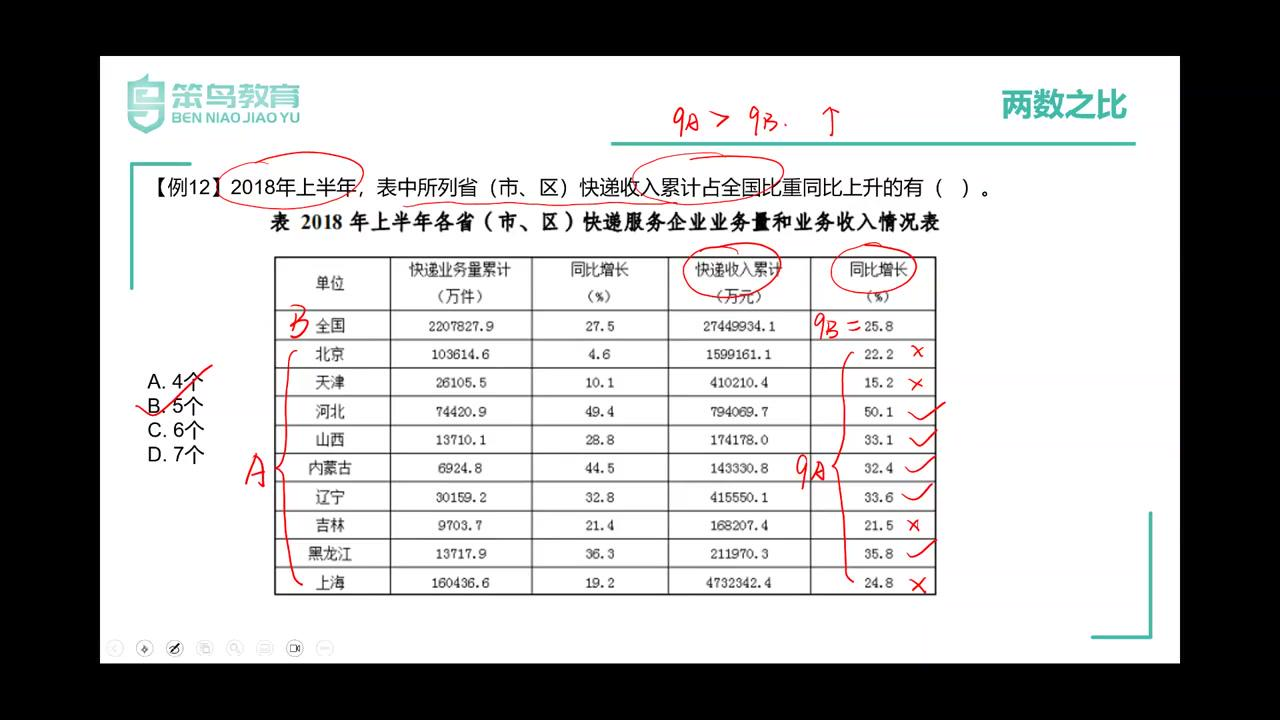 笨鸟教育
BEN NIAO JIAO YU
两数之比
qA > qB. ↑
【例12】2018年上半年，表中所列省（市、区）快递收入累计占全国比重同比上升的有（ ）。
表 2018 年上半年各省（市、区）快递服务企业业务量和业务收入情况表
单位 快递业务量累计（万件） 同比增长（%） 快递收入累计（万元） 同比增长（%）
B 全国 2207827.9 27.5 27449934.1 qB = 25.8
北京 103614.6 4.6 1599161.1 22.2 ×
天津 26105.5 10.1 410210.4 15.2 ×
河北 74420.9 49.4 794069.7 50.1 ✓
山西 13710.1 28.8 174178.0 33.1 ✓
A 内蒙古 6924.8 44.5 143330.8 qA 32.4 ✓
辽宁 30159.2 32.8 415550.1 33.6 ✓
吉林 9703.7 21.4 168207.4 21.5 ×
黑龙江 13717.9 36.3 211970.3 35.8 ✓
上海 160436.6 19.2 4732342.4 24.8 ×
A. 4个
B. 5个
C. 6个
D. 7个